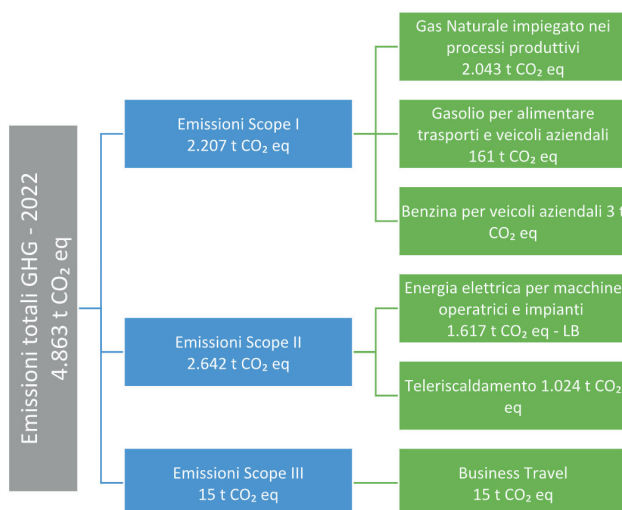 Emissioni totali GHG - 2022
4.863 t CO₂ eq
Emissioni Scope I
2.207 t CO₂ eq
Gas Naturale impiegato nei
processi produttivi
2.043 t CO₂ eq
Gasolio per alimentare
trasporti e veicoli aziendali
161 t CO₂ eq
Benzina per veicoli aziendali 3 t
CO₂ eq
Emissioni Scope II
2.642 t CO₂ eq
Energia elettrica per macchine
operatrici e impianti
1.617 t CO₂ eq - LB
Teleriscaldamento 1.024 t CO₂
eq
Emissioni Scope III
15 t CO₂ eq
Business Travel
15 t CO₂ eq